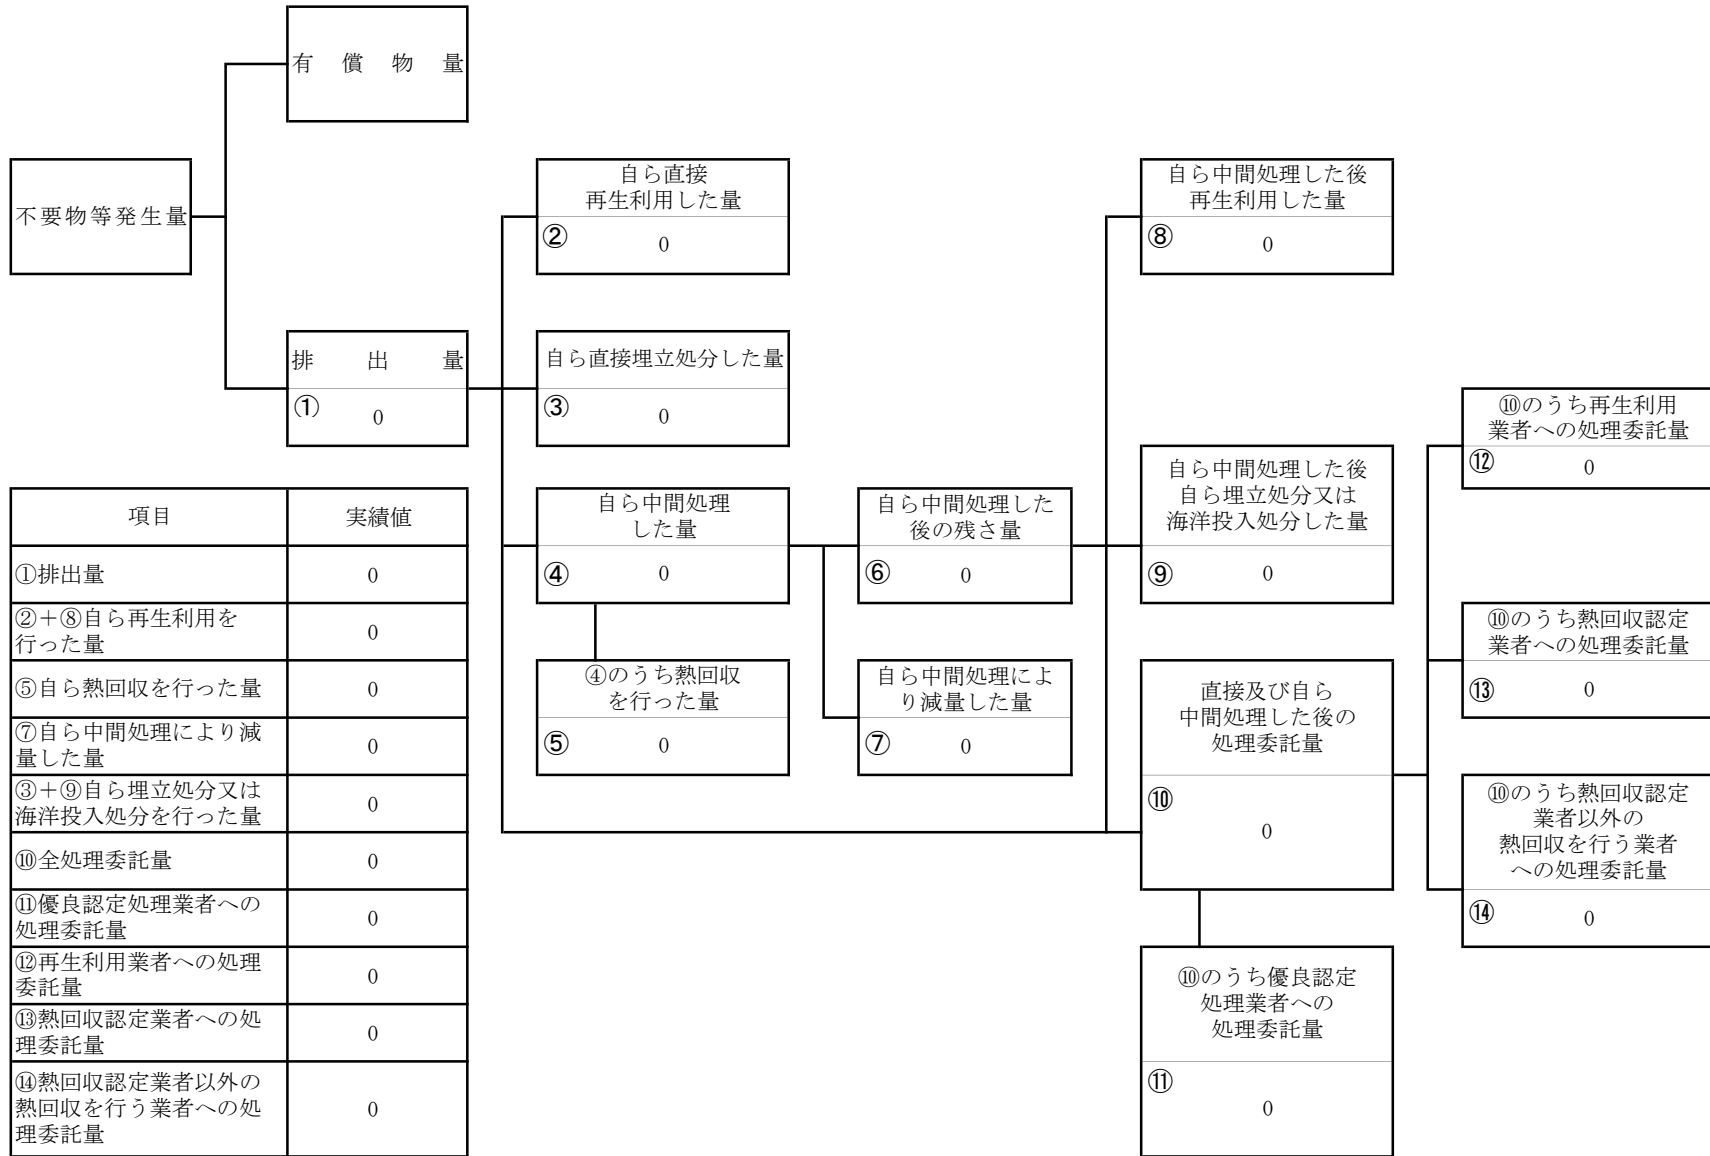 有償物量
不要物等発生量
排出量
① 0
自ら直接
再生利用した量
② 0
自ら直接埋立処分した量
③ 0
自ら中間処理
した量
④ 0
④のうち熱回収
を行った量
⑤ 0
自ら中間処理した
後の残さ量
⑥ 0
自ら中間処理によ
り減量した量
⑦ 0
自ら中間処理した後
再生利用した量
⑧ 0
自ら中間処理した後
自ら埋立処分又は
海洋投入処分した量
⑨ 0
直接及び自ら
中間処理した後の
処理委託量
⑩
0
⑩のうち優良認定
処理業者への
処理委託量
⑪
0
⑩のうち再生利用
業者への処理委託量
⑫ 0
⑩のうち熱回収認定
業者への処理委託量
⑬ 0
⑩のうち熱回収認定
業者以外の
熱回収を行う業者
への処理委託量
⑭ 0
項目 実績値
①排出量 0
②＋⑧自ら再生利用を
行った量 0
⑤自ら熱回収を行った量 0
⑦自ら中間処理により減
量した量 0
③＋⑨自ら埋立処分又は
海洋投入処分を行った量 0
⑩全処理委託量 0
⑪優良認定処理業者への
処理委託量 0
⑫再生利用業者への処理
委託量 0
⑬熱回収認定業者への処
理委託量 0
⑭熱回収認定業者以外の
熱回収を行う業者への処 0
理委託量